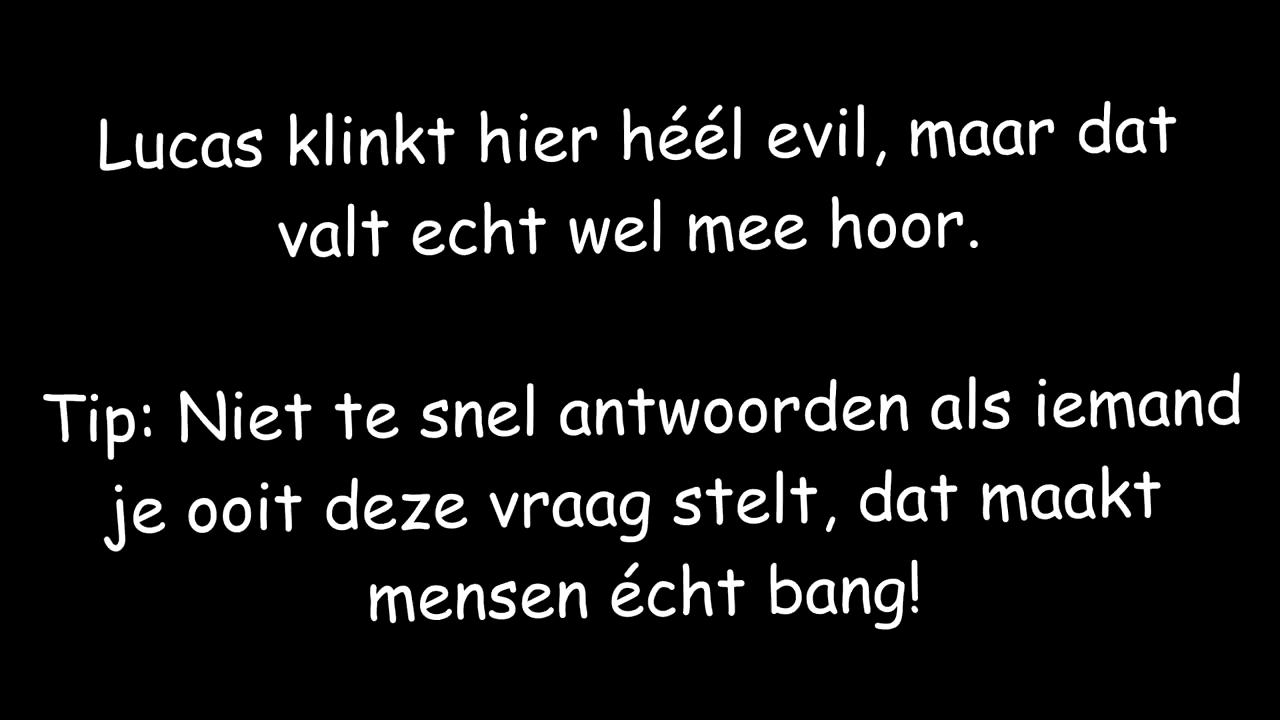 Lucas klinkt hier héél evil, maar dat
valt echt wel mee hoor.
Tip: Niet te snel antwoorden als iemand
je ooit deze vraag stelt, dat maakt
mensen écht bang!